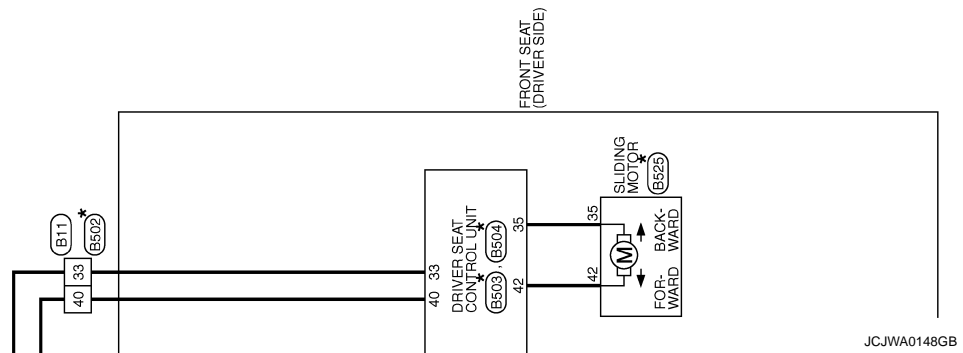 FRONT SEAT
(DRIVER SIDE)
SLIDING
MOTOR
*
B525
B11
*
B502
33
40
33
40
DRIVER SEAT
CONTROL UNIT
* *
B503 , B504
35
42
35
42
M
BACK-
WARD
FOR-
WARD
JCJWA0148GB